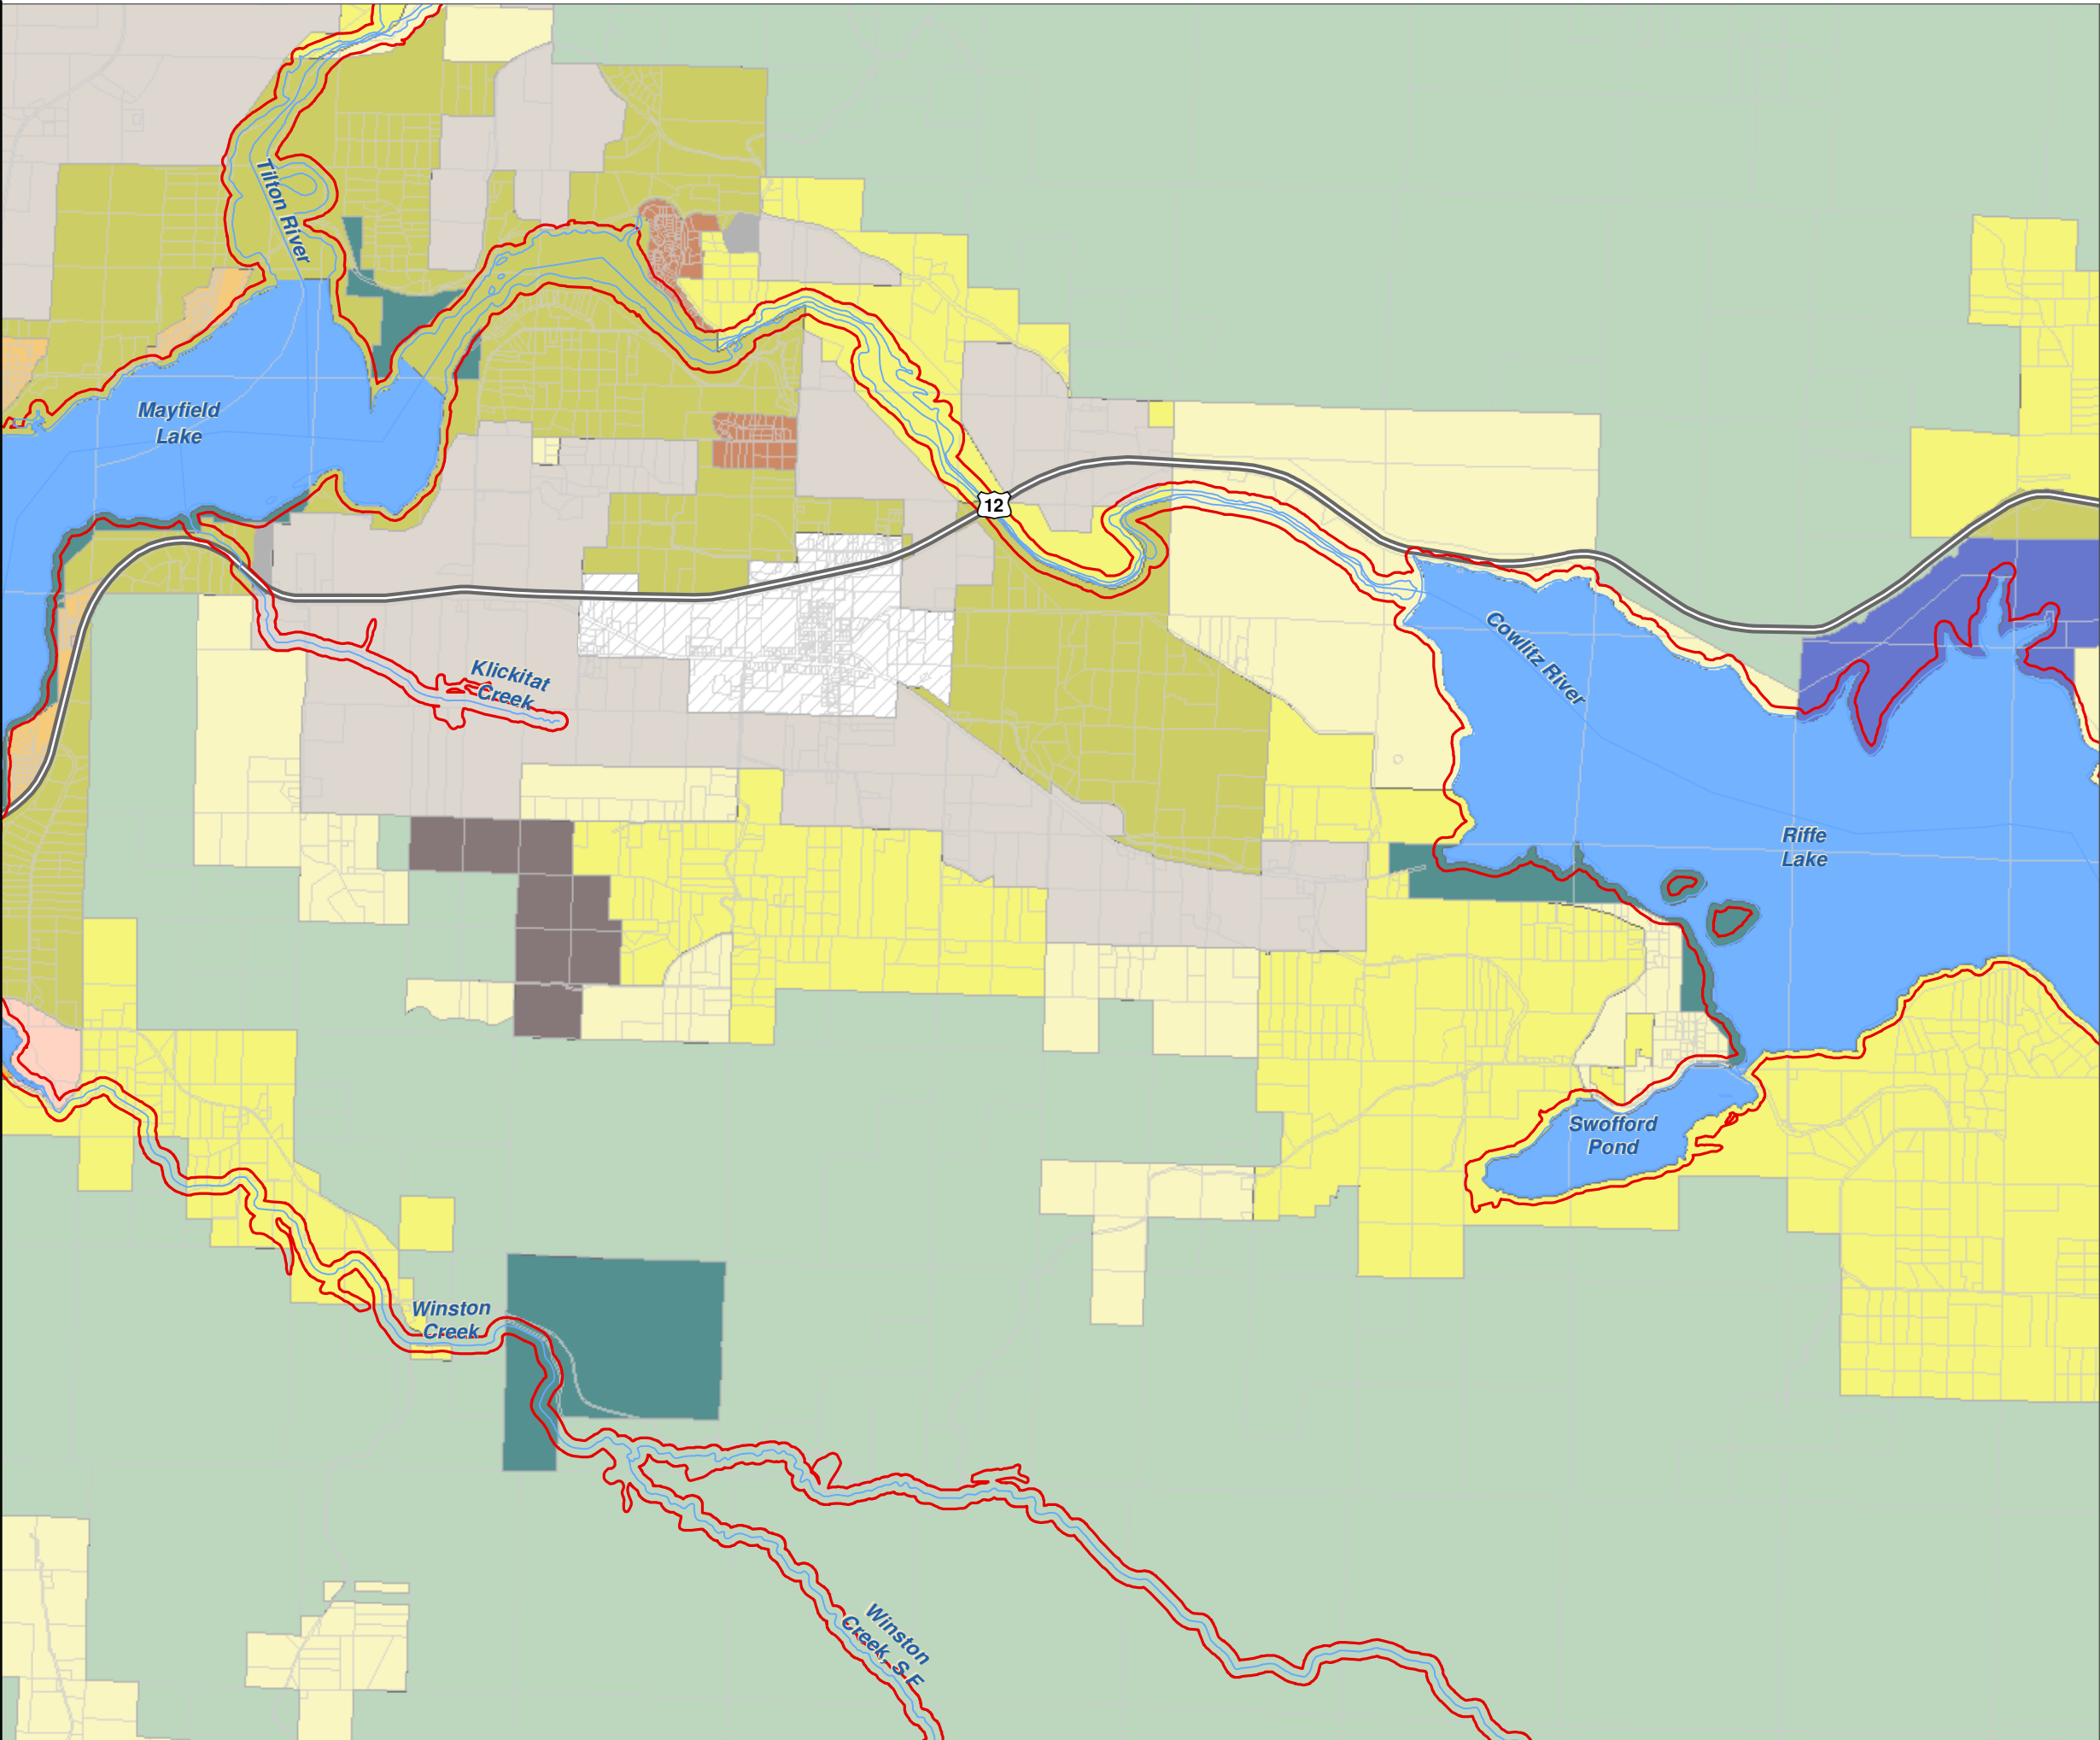 Tilton River
Mayfield
Lake
12
Klickitat
Creek
Cowlitz River
Riffe
Lake
Swofford
Pond
Winston
Creek
Winston
Creek, S F